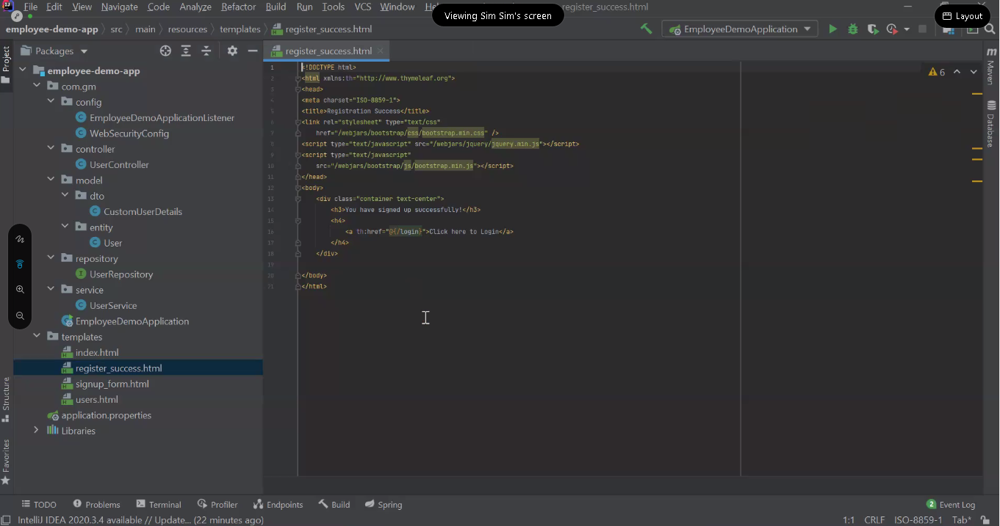 File Edit View Navigate Code Analyze Refactor Build Run Tools VCS Window register_success.html
Viewing Sim Sim's screen
Layout
employee-demo-app src main resources templates register_success.html
EmployeeDemoApplication
Project
Packages
register_success.html
6
Maven
Database
employee-demo-app
com.gm
config
EmployeeDemoApplicationListener
WebSecurityConfig
controller
UserController
model
dto
CustomUserDetails
entity
User
repository
UserRepository
service
UserService
EmployeeDemoApplication
templates
index.html
register_success.html
signup_form.html
users.html
application.properties
Libraries
Structure
Favorites
1 <!DOCTYPE html>
2 <html xmlns:th="http://www.thymeleaf.org">
3 <head>
4 <meta charset="ISO-8859-1">
5 <title>Registration Success</title>
6 <link rel="stylesheet" type="text/css"
7 href="/webjars/bootstrap/css/bootstrap.min.css" />
8 <script type="text/javascript" src="/webjars/jquery/jquery.min.js"></script>
9 <script type="text/javascript"
10 src="/webjars/bootstrap/js/bootstrap.min.js"></script>
11 </head>
12 <body>
13 <div class="container text-center">
14 <h3>You have signed up successfully!</h3>
15 <h4>
16 <a th:href="@{/login}">Click here to Login</a>
17 </h4>
18 </div>
19
20 </body>
21 </html>
TODO Problems Terminal Profiler Endpoints Build Spring
2 Event Log
IntelliJ IDEA 2020.3.4 available // Update... (22 minutes ago)
1:1 CRLF ISO-8859-1 Tab*